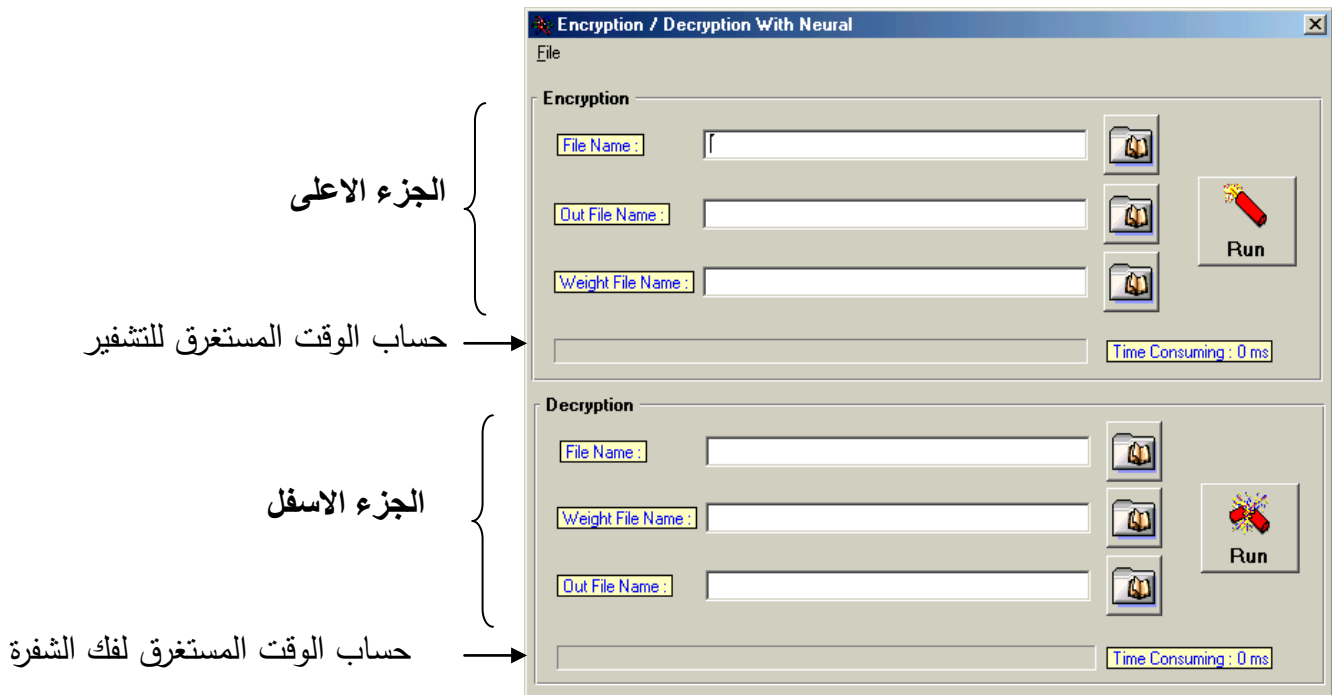 Encryption / Decryption With Neural
File
Encryption
File Name :
Out File Name :
Run
Weight File Name :
Time Consuming : 0 ms
الجزء الاعلى
حساب الوقت المستغرق للتشفير
Decryption
File Name :
Weight File Name :
Run
Out File Name :
Time Consuming : 0 ms
الجزء الاسفل
حساب الوقت المستغرق لفك الشفرة